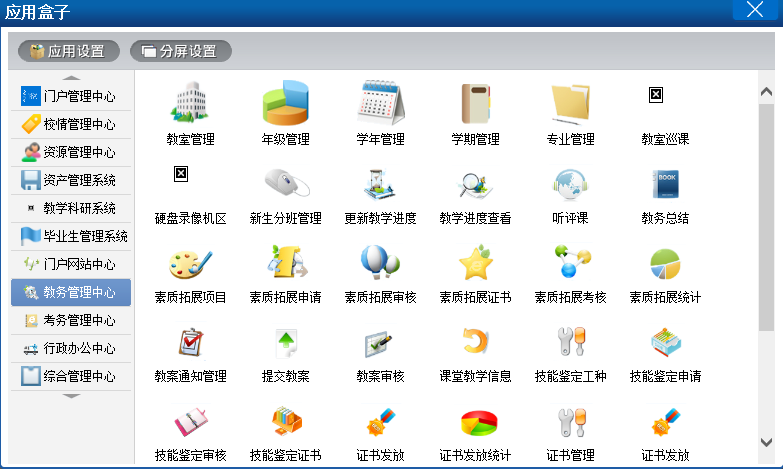 应用盒子
应用设置 分屏设置
门户管理中心
校情管理中心
资源管理中心
资产管理系统
教学科研系统
毕业生管理系统
门户网站中心
教务管理中心
考务管理中心
行政办公中心
综合管理中心
教室管理 年级管理 学年管理 学期管理 专业管理 教室巡课
硬盘录像机区 新生分班管理 更新教学进度 教学进度查看 听评课 教务总结
BOOK
素质拓展项目 素质拓展申请 素质拓展审核 素质拓展证书 素质拓展考核 素质拓展统计
教案通知管理 提交教案 教案审核 课堂教学信息 技能鉴定工种 技能鉴定申请
技能鉴定审核 技能鉴定证书 证书发放 证书发放统计 证书管理 证书发放